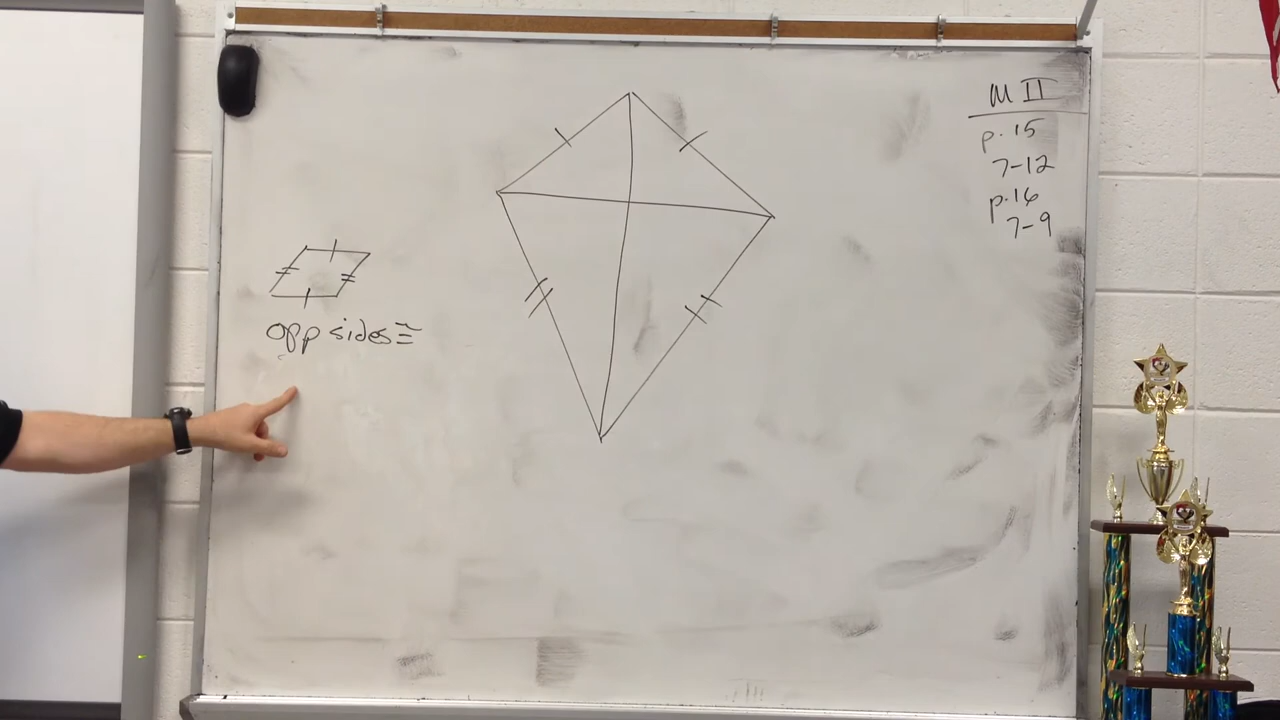 opp sides ≅
M II
p. 15
7-12
p. 16
7-9